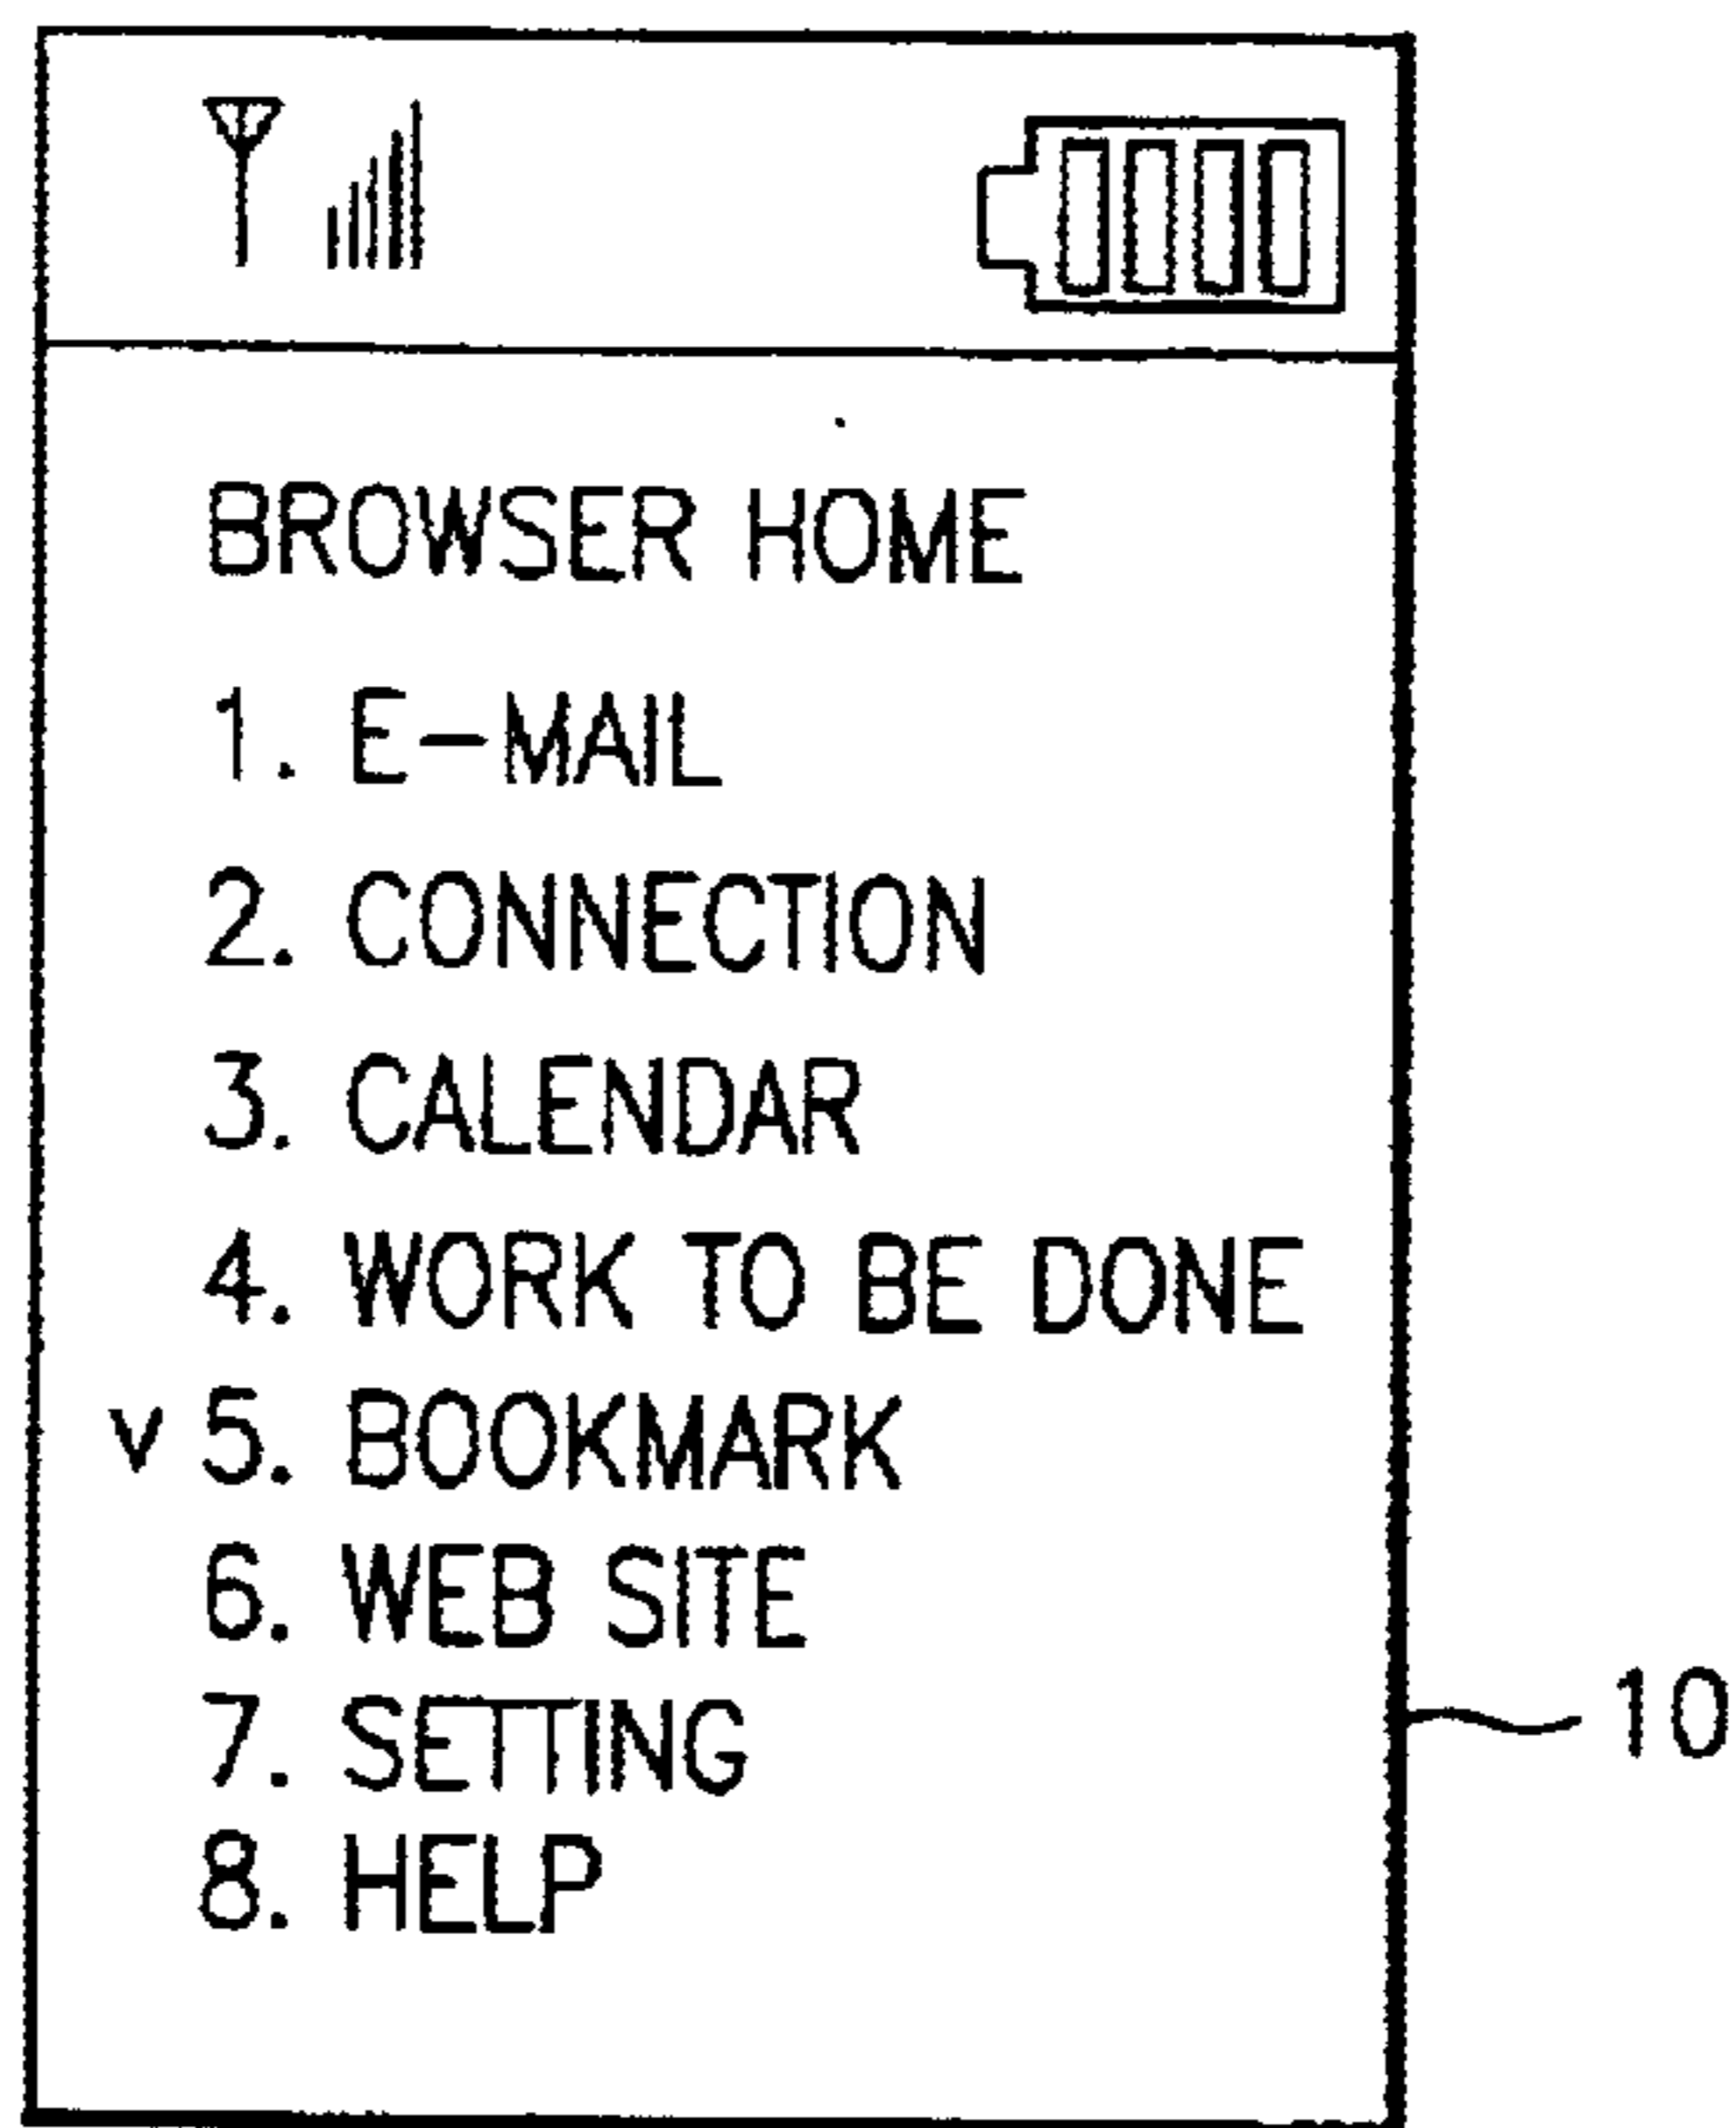 BROWSER HOME
1. E-MAIL
2. CONNECTION
3. CALENDAR
4. WORK TO BE DONE
v 5. BOOKMARK
6. WEB SITE
7. SETTING
10
8. HELP